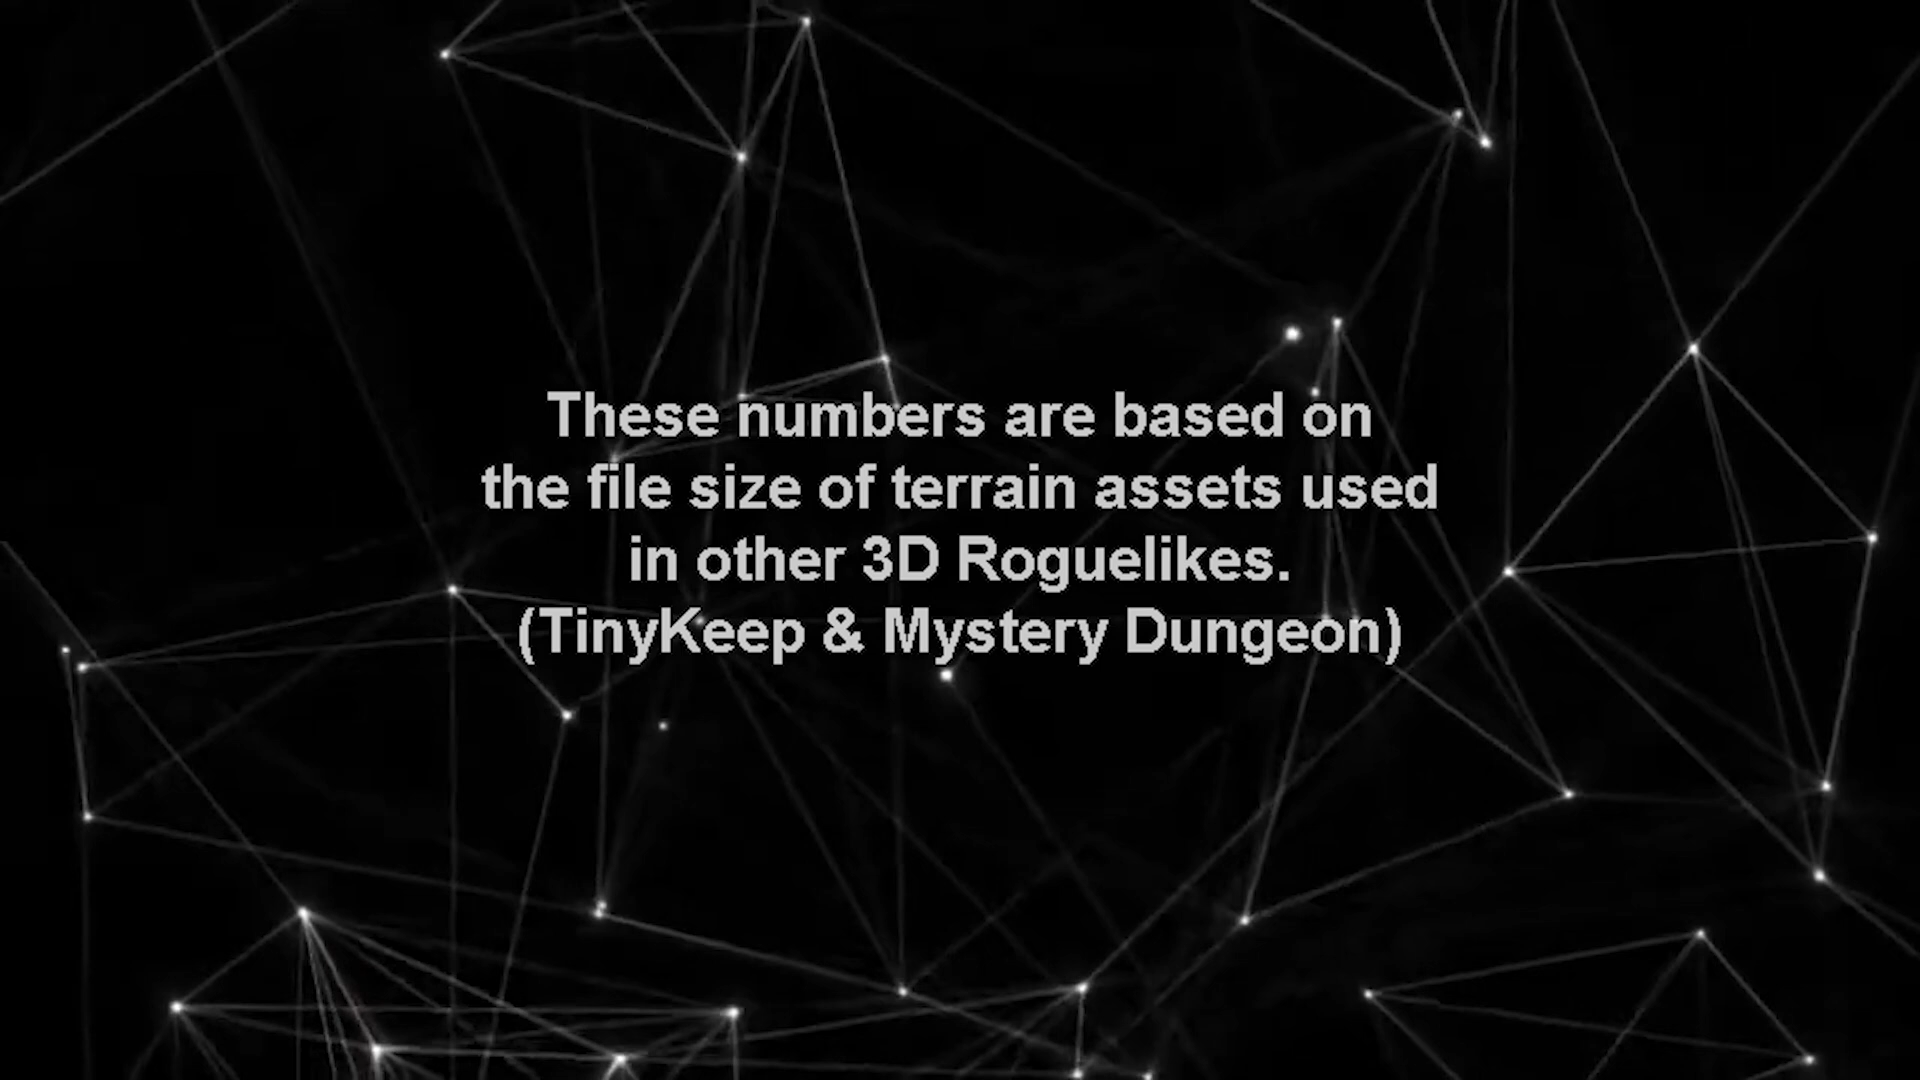 These numbers are based on
the file size of terrain assets used
in other 3D Roguelikes.
(TinyKeep & Mystery Dungeon)